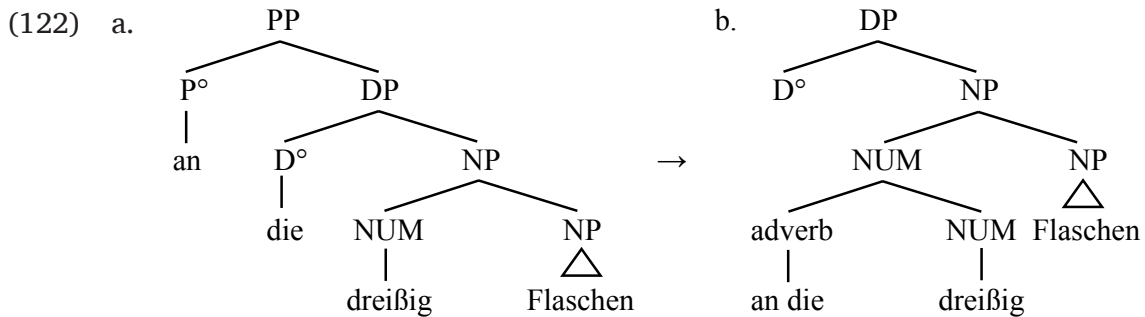 (122) a. PP b. DP
P° DP D° NP
an D° NP → NUM NP
die NUM NP adverb NUM Flaschen
dreißig Flaschen an die dreißig